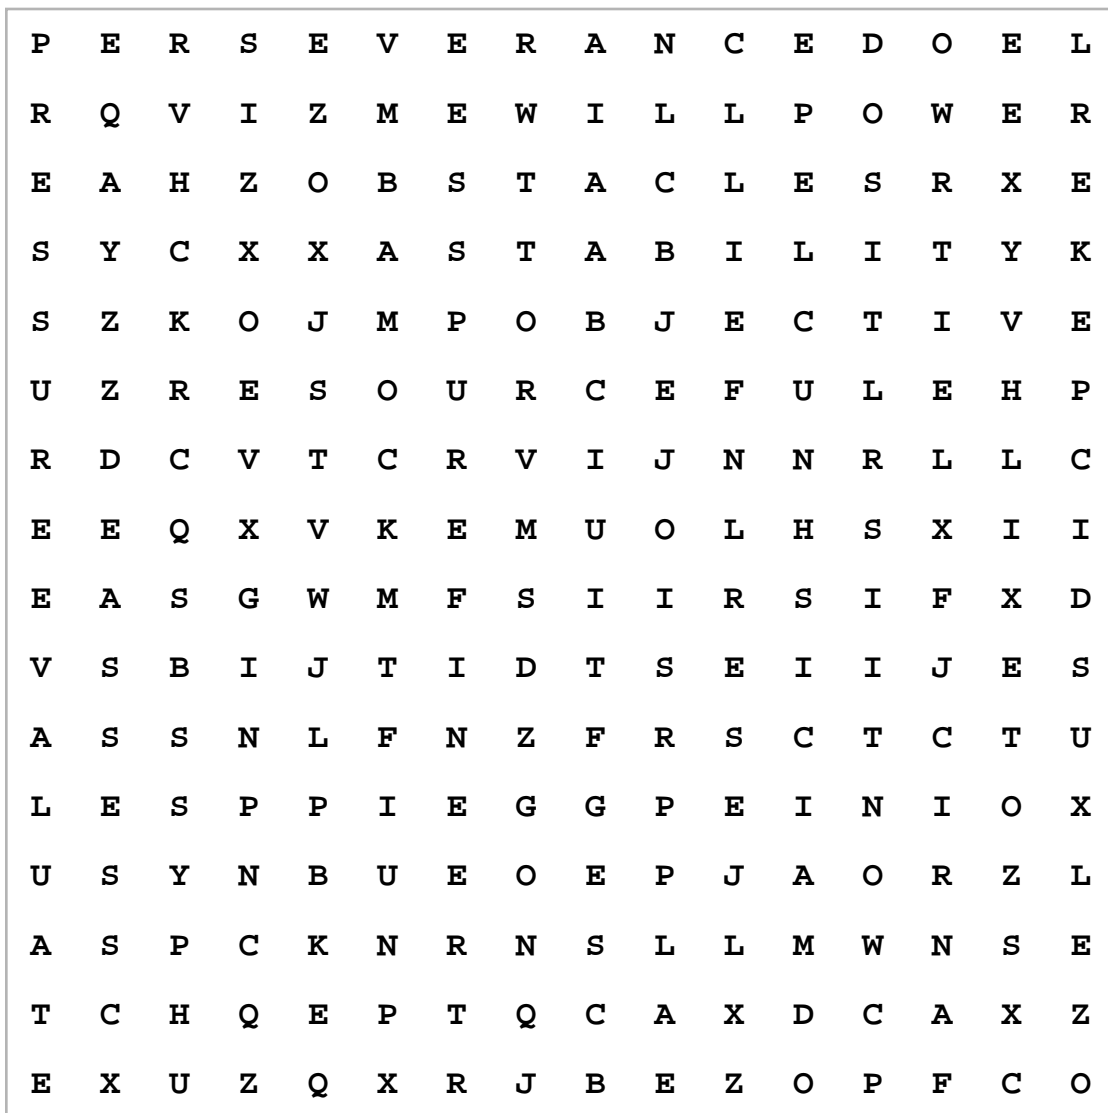 P E R S E V E R A N C E D O E L
R Q V I Z M E W I L L P O W E R
E A H Z O B S T A C L E S R X E
S Y C X X A S T A B I L I T Y K
S Z K O J M P O B J E C T I V E
U Z R E S O U R C E F U L E H P
R D C V T C R V I J N N R L L C
E E Q X V K E M U O L H S X I I
E A S G W M F S I I R S I F X D
V S B I J T I D T S E I I J E S
A S S N L F N Z F R S C T C T U
L E S P P I E G G P E I N I O X
U S Y N B U E O E P J A O R Z L
A S P C K N R N S L L M W N S E
T C H Q E P T Q C A X D C A X Z
E X U Z Q X R J B E Z O P F C O